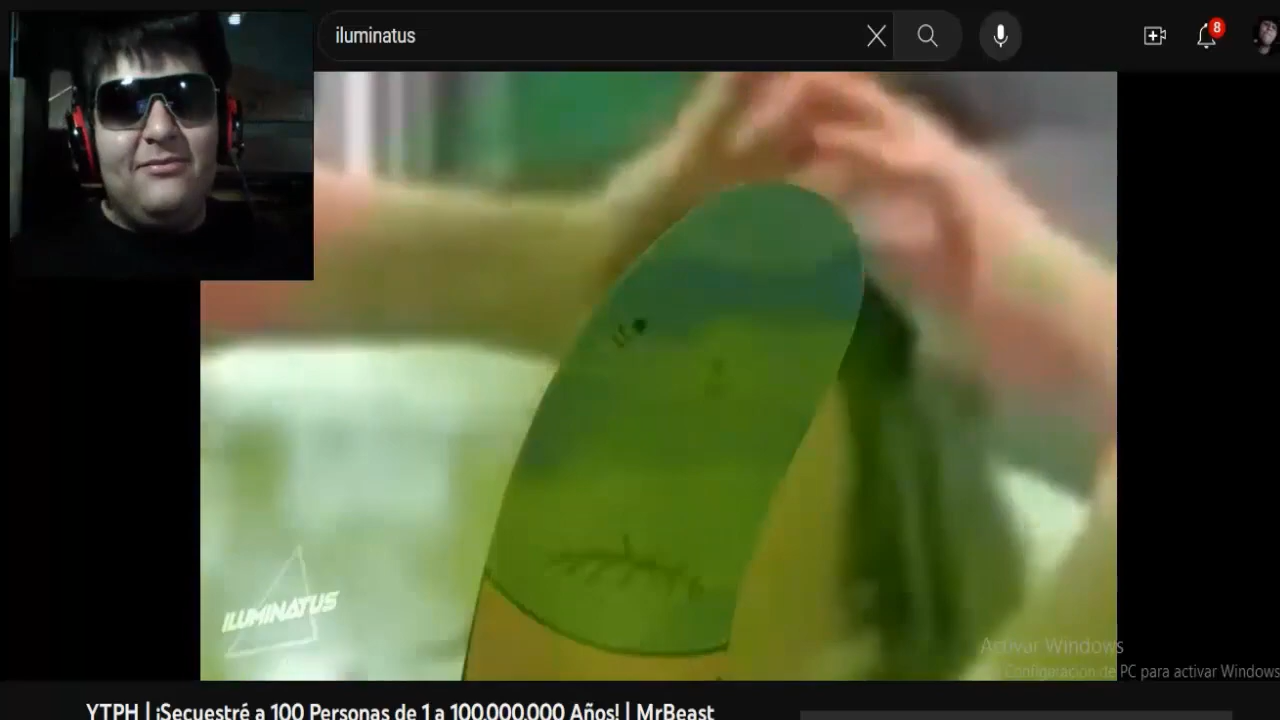 iluminatus
8
ILUMINATUS
Activar Windows
Configuración de PC para activar Windows
YTPH | ¡Secuestré a 100 Personas de 1 a 100.000.000 Años! | MrBeast